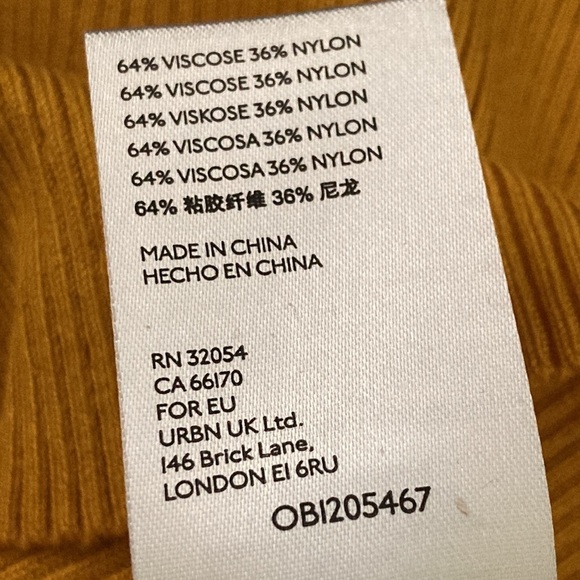 64% VISCOSE 36% NYLON
64% VISCOSE 36% NYLON
64% VISKOSE 36% NYLON
64% VISCOSA 36% NYLON
64% VISCOSA 36% NYLON
64% 粘胶纤维 36% 尼龙
MADE IN CHINA
HECHO EN CHINA
RN 32054
CA 66170
FOR EU
URBN UK Ltd.
146 Brick Lane,
LONDON E1 6RU
OB1205467